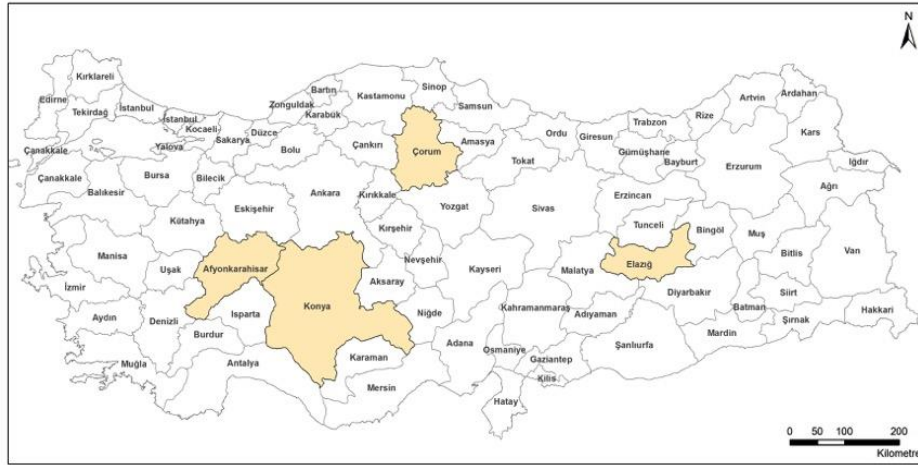 N
Kırklareli
Edirne
Tekirdağ
İstanbul
İstanbul
Kocaeli
Yalova
Sakarya
Düzce
Zonguldak
Bartın
Karabük
Kastamonu
Sinop
Samsun
Ordu
Giresun
Trabzon
Rize
Artvin
Ardahan
Kars
Çanakkale
Çanakkale
Balıkesir
Bursa
Bilecik
Bolu
Çankırı
Çorum
Amasya
Tokat
Gümüşhane
Bayburt
Erzurum
Iğdır
Ağrı
Kütahya
Eskişehir
Ankara
Kırıkkale
Yozgat
Sivas
Erzincan
Kırşehir
Tunceli
Bingöl
Muş
Bitlis
Van
Manisa
Uşak
Afyonkarahisar
Nevşehir
Kayseri
Malatya
Elazığ
İzmir
Konya
Aksaray
Diyarbakır
Siirt
Batman
Hakkari
Aydın
Denizli
Isparta
Burdur
Niğde
Kahramanmaraş
Adıyaman
Mardin
Şırnak
Muğla
Antalya
Karaman
Mersin
Adana
Osmaniye
Gaziantep
Şanlıurfa
Kilis
Hatay
0 50 100 200
Kilometre